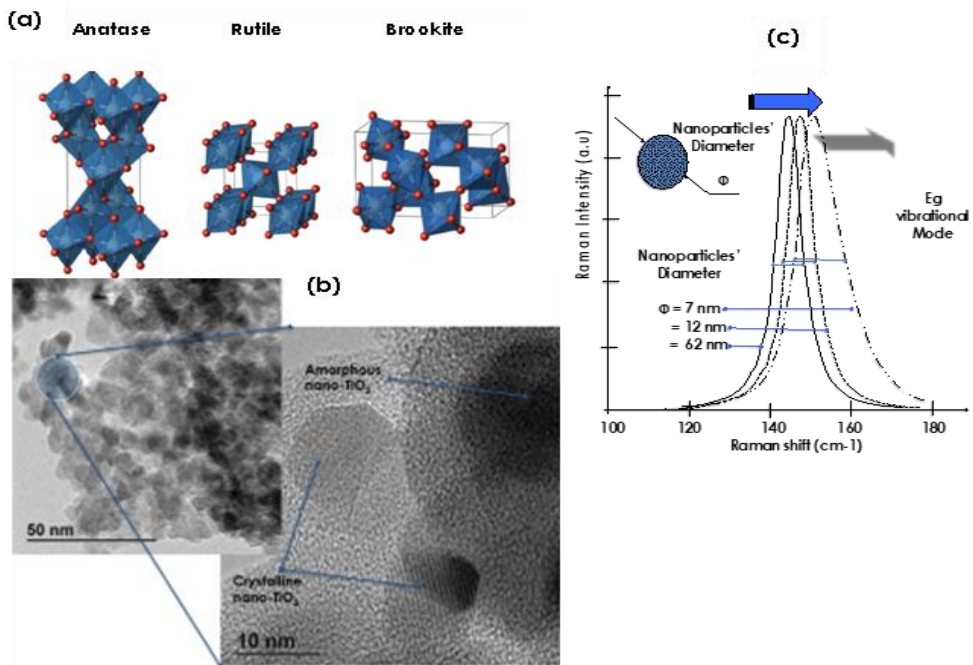 (a)
Anatase
Rutile
Brookite
(b)
50 nm
Amorphous
nano-TiO₂
Crystalline
nano-TiO₂
10 nm
(c)
Raman Intensity (a.u)
Nanoparticles'
Diameter
Φ
Eg
vibrational
Mode
Nanoparticles'
Diameter
Φ = 7 nm
= 12 nm
= 62 nm
100
120
140
160
180
Raman shift (cm-1)